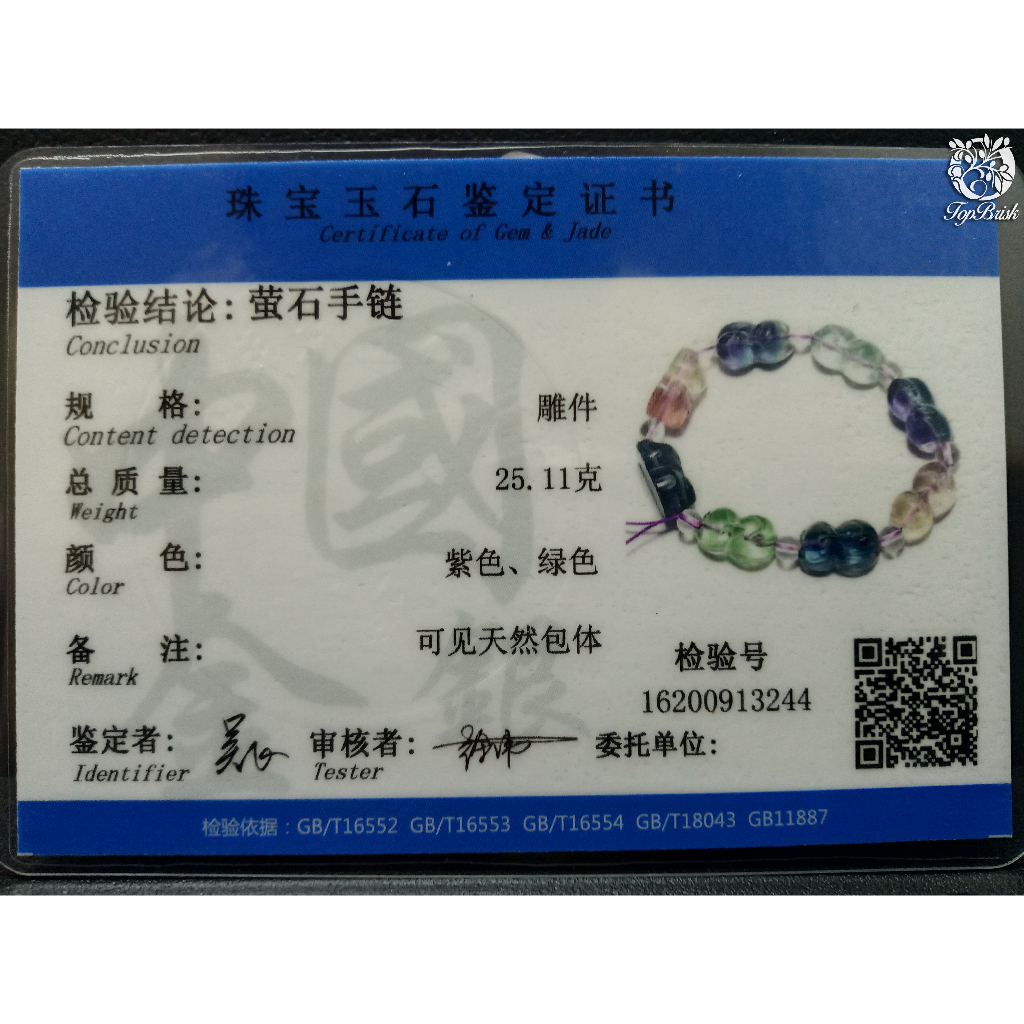 TopBrisk
珠宝玉石鉴定证书
Certificate of Gem & Jade
检验结论: 萤石手链
Conclusion
规 格: 雕件
Content detection
总质量: 25.11克
Weight
颜 色: 紫色、绿色
Color
备 注: 可见天然包体
Remark
检验号
16200913244
鉴定者: 审核者: 委托单位:
Identifier Tester
检验依据：GB/T16552 GB/T16553 GB/T16554 GB/T18043 GB11887
中國
金銀